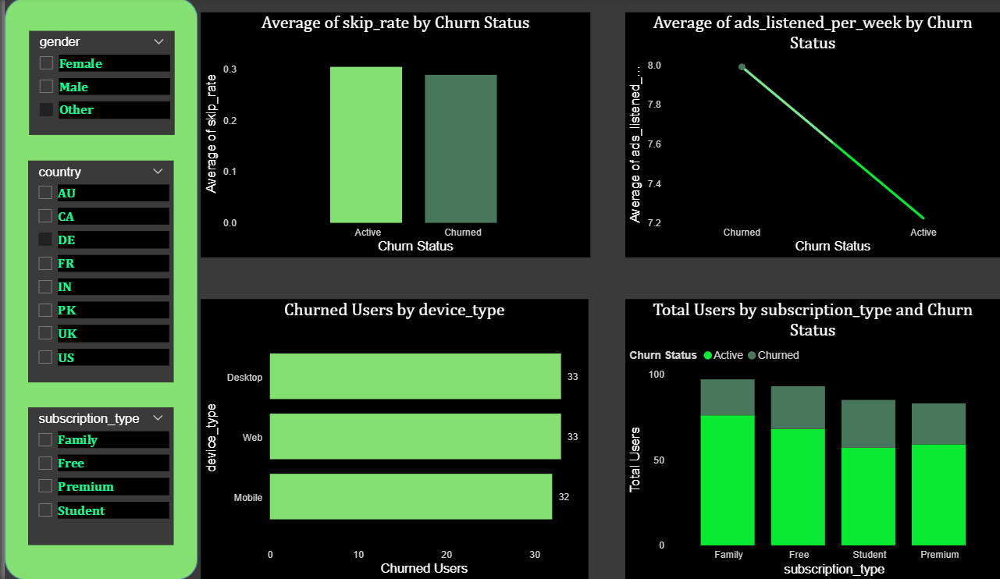 gender
Female
Male
Other
country
AU
CA
DE
FR
IN
PK
UK
US
subscription_type
Family
Free
Premium
Student
Average of skip_rate by Churn Status
Average of skip_rate
0.3
0.2
0.1
0.0
Active
Churned
Churn Status
Average of ads_listened_per_week by Churn
Status
Average of ads_listened_...
8.0
7.8
7.6
7.4
7.2
Churned
Active
Churn Status
Churned Users by device_type
device_type
Desktop
33
Web
33
Mobile
32
0
10
20
30
Churned Users
Total Users by subscription_type and Churn
Status
Churn Status Active Churned
Total Users
100
50
0
Family
Free
Student
Premium
subscription_type